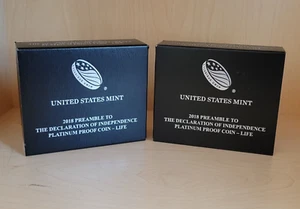 UNITED STATES MINT
2018 PREAMBLE TO
THE DECLARATION OF INDEPENDENCE
PLATINUM PROOF COIN – LIFE
UNITED STATES MINT
2018 PREAMBLE TO
THE DECLARATION OF INDEPENDENCE
PLATINUM PROOF COIN – LIFE